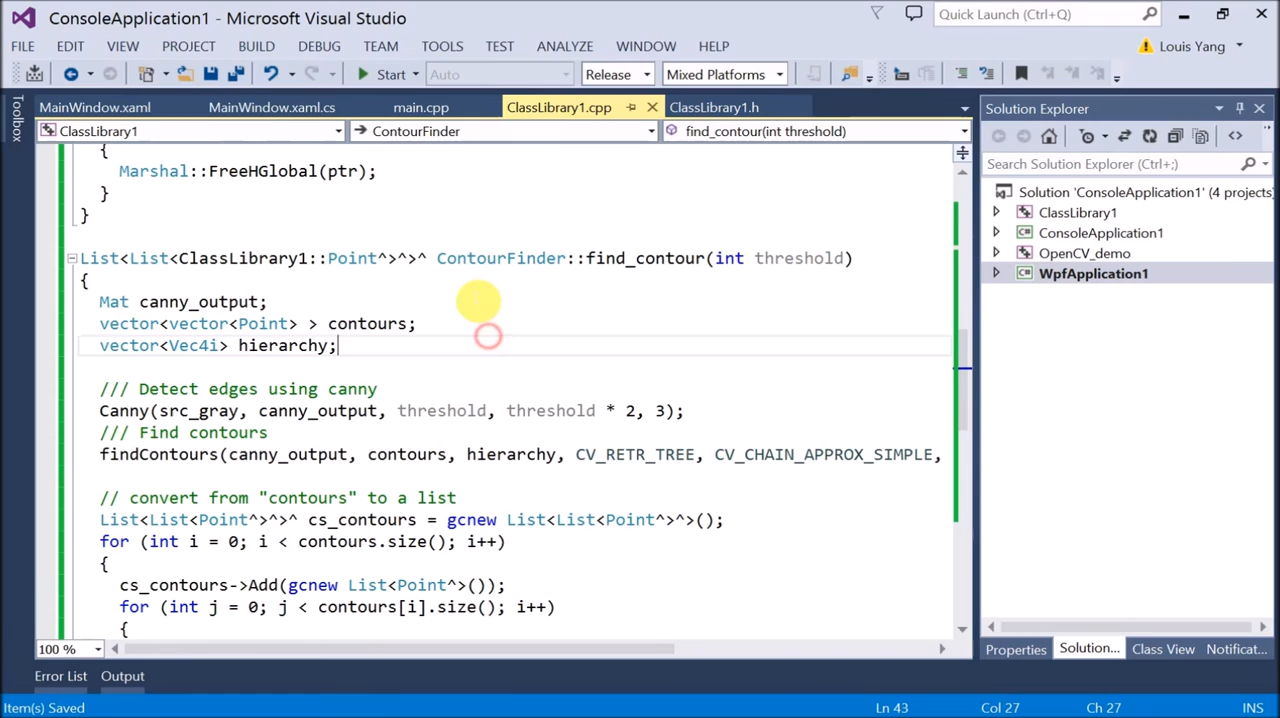 ConsoleApplication1 - Microsoft Visual Studio
Quick Launch (Ctrl+Q)
FILE EDIT VIEW PROJECT BUILD DEBUG TEAM TOOLS TEST ANALYZE WINDOW HELP
Louis Yang
Start Auto Release Mixed Platforms
Toolbox
MainWindow.xaml MainWindow.xaml.cs main.cpp ClassLibrary1.cpp ClassLibrary1.h
ClassLibrary1 ContourFinder find_contour(int threshold)
{
Marshal::FreeHGlobal(ptr);
}
}
List<List<ClassLibrary1::Point^>^>^ ContourFinder::find_contour(int threshold)
{
Mat canny_output;
vector<vector<Point> > contours;
vector<Vec4i> hierarchy;
/// Detect edges using canny
Canny(src_gray, canny_output, threshold, threshold * 2, 3);
/// Find contours
findContours(canny_output, contours, hierarchy, CV_RETR_TREE, CV_CHAIN_APPROX_SIMPLE,
// convert from "contours" to a list
List<List<Point^>^>^ cs_contours = gcnew List<List<Point^>^>();
for (int i = 0; i < contours.size(); i++)
{
cs_contours->Add(gcnew List<Point^>());
for (int j = 0; j < contours[i].size(); i++)
{
100 %
Solution Explorer
Search Solution Explorer (Ctrl+;)
Solution 'ConsoleApplication1' (4 projects)
ClassLibrary1
ConsoleApplication1
OpenCV_demo
WpfApplication1
Properties Solution... Class View Notificat...
Error List Output
Item(s) Saved Ln 43 Col 27 Ch 27 INS